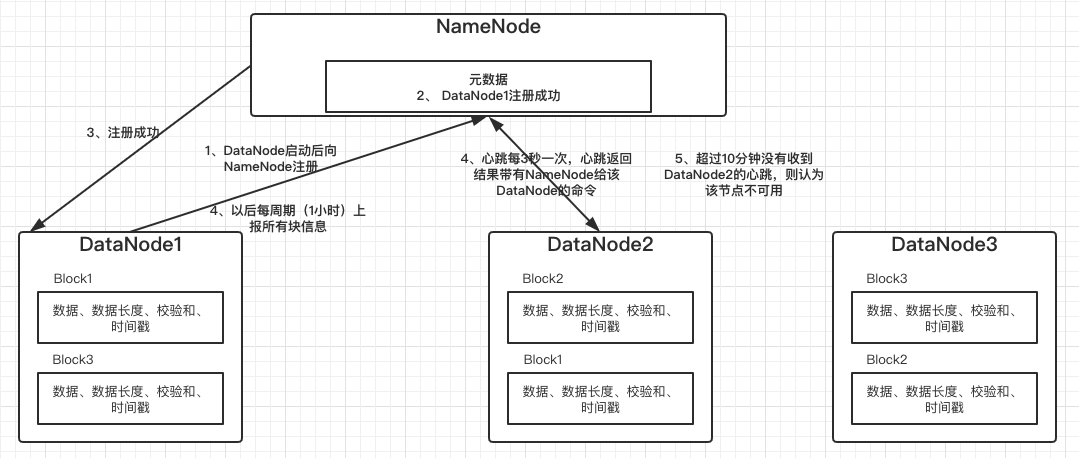 NameNode
元数据
2、 DataNode1注册成功
3、注册成功
1、DataNode启动后向
NameNode注册
4、以后每周期（1小时）上
报所有块信息
4、心跳每3秒一次，心跳返回
结果带有NameNode给该
DataNode的命令
5、超过10分钟没有收到
DataNode2的心跳，则认为
该节点不可用
DataNode1
Block1
数据、数据长度、校验和、
时间戳
Block3
数据、数据长度、校验和、
时间戳
DataNode2
Block2
数据、数据长度、校验和、
时间戳
Block1
数据、数据长度、校验和、
时间戳
DataNode3
Block3
数据、数据长度、校验和、
时间戳
Block2
数据、数据长度、校验和、
时间戳